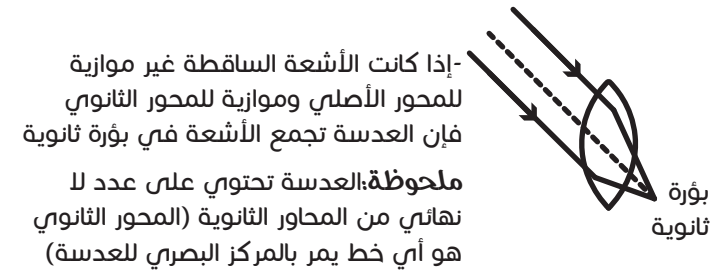 -إذا كانت الأشعة الساقطة غير موازية
للمحور الأصلي وموازية للمحور الثانوي
فإن العدسة تجمع الأشعة في بؤرة ثانوية
ملحوظة:العدسة تحتوي على عدد لا
نهائي من المحاور الثانوية (المحور الثانوي
هو أي خط يمر بالمركز البصري للعدسة)
بؤرة
ثانوية